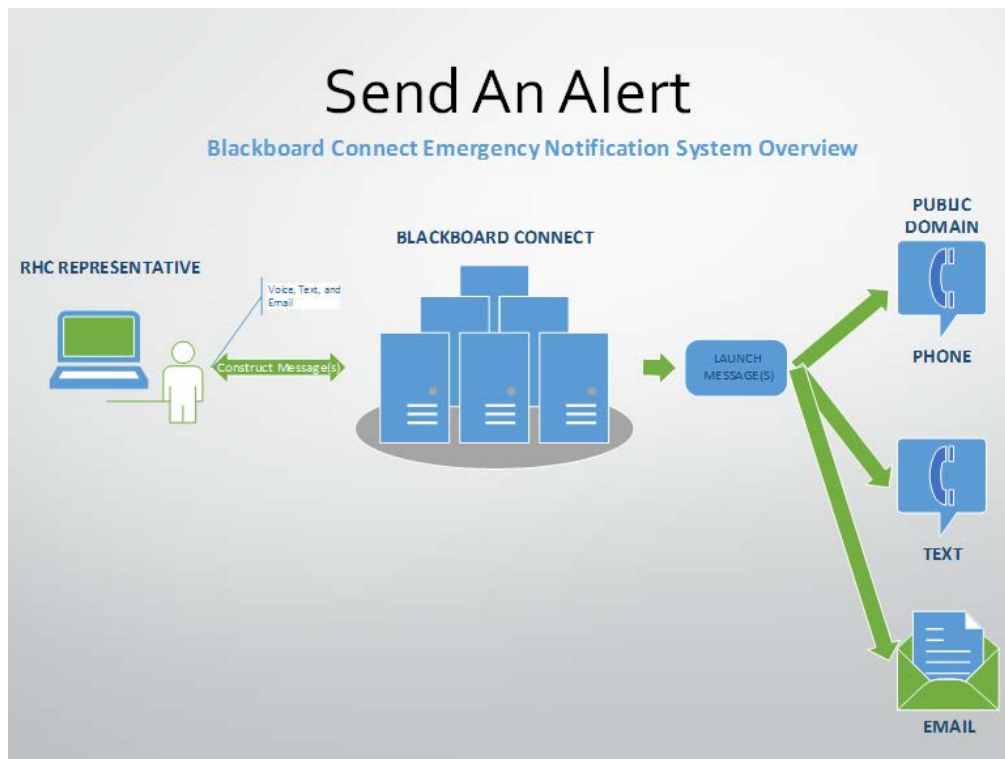 Send An Alert
Blackboard Connect Emergency Notification System Overview
RHC REPRESENTATIVE
Voice, Text, and
Email
Construct Message(s)
BLACKBOARD CONNECT
LAUNCH
MESSAGE(S)
PUBLIC
DOMAIN
PHONE
TEXT
EMAIL